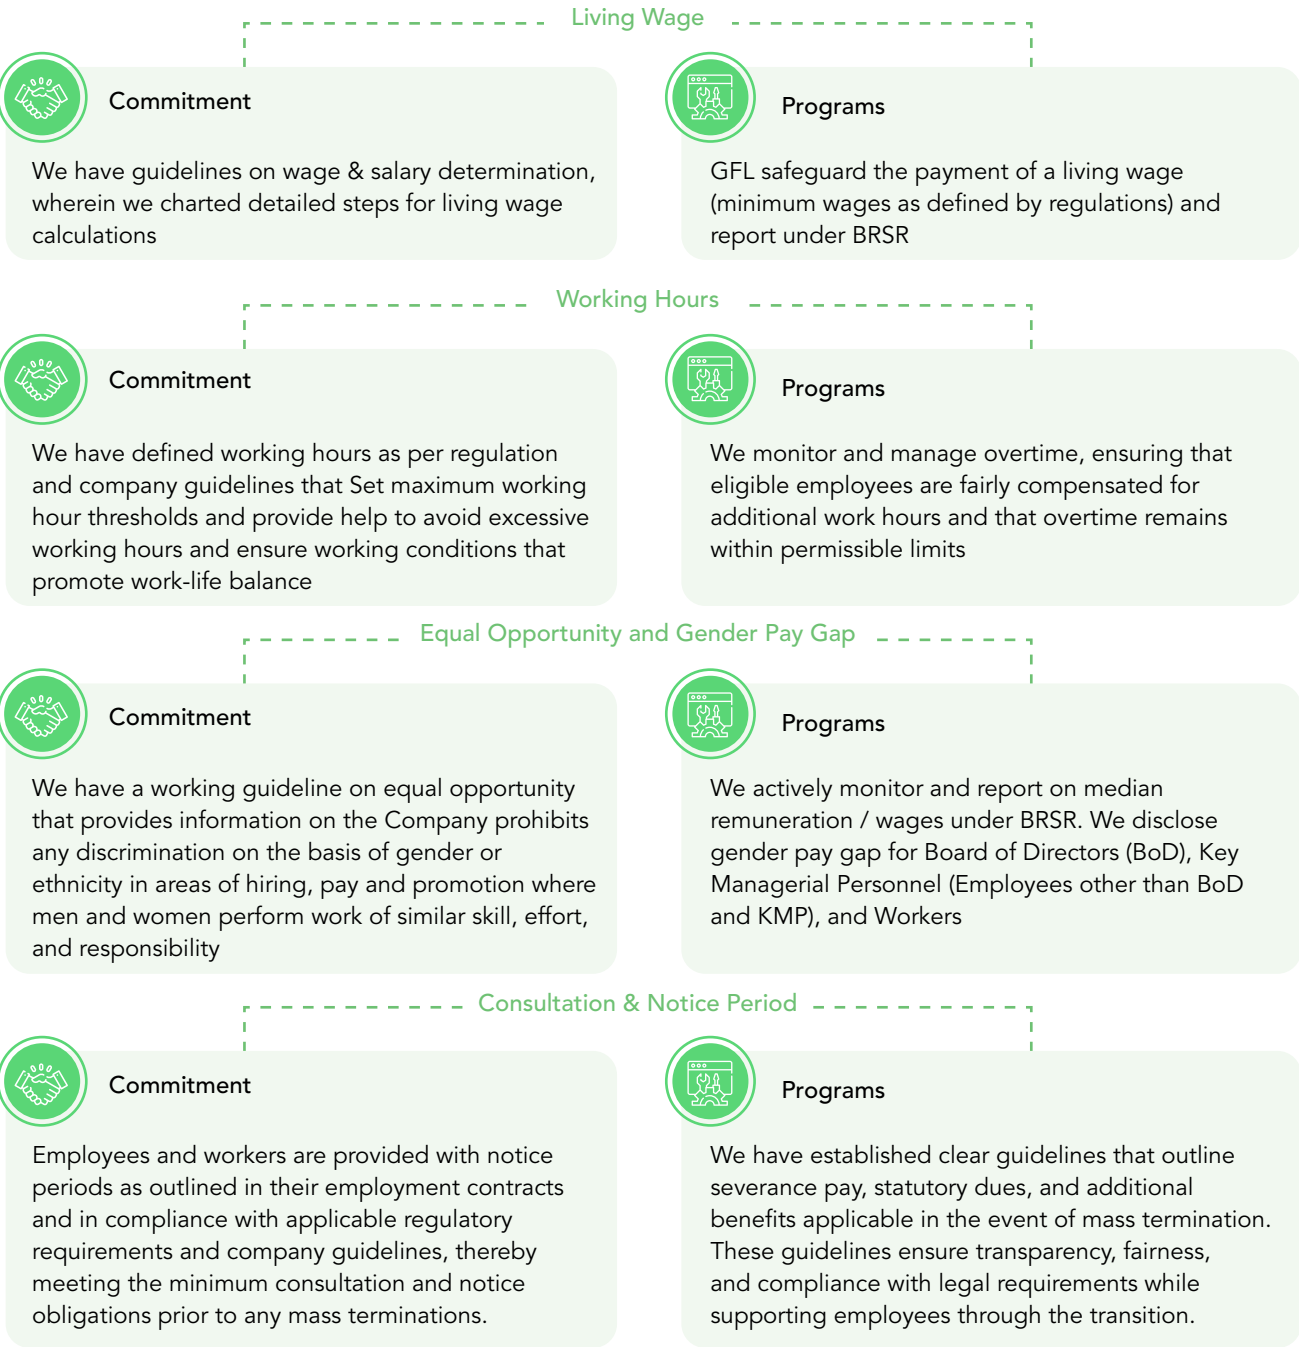 Living Wage
Commitment
We have guidelines on wage & salary determination,
wherein we charted detailed steps for living wage
calculations
Programs
GFL safeguard the payment of a living wage
(minimum wages as defined by regulations) and
report under BRSR
Working Hours
Commitment
We have defined working hours as per regulation
and company guidelines that Set maximum working
hour thresholds and provide help to avoid excessive
working hours and ensure working conditions that
promote work-life balance
Programs
We monitor and manage overtime, ensuring that
eligible employees are fairly compensated for
additional work hours and that overtime remains
within permissible limits
Equal Opportunity and Gender Pay Gap
Commitment
We have a working guideline on equal opportunity
that provides information on the Company prohibits
any discrimination on the basis of gender or
ethnicity in areas of hiring, pay and promotion where
men and women perform work of similar skill, effort,
and responsibility
Programs
We actively monitor and report on median
remuneration / wages under BRSR. We disclose
gender pay gap for Board of Directors (BoD), Key
Managerial Personnel (Employees other than BoD
and KMP), and Workers
Consultation & Notice Period
Commitment
Employees and workers are provided with notice
periods as outlined in their employment contracts
and in compliance with applicable regulatory
requirements and company guidelines, thereby
meeting the minimum consultation and notice
obligations prior to any mass terminations.
Programs
We have established clear guidelines that outline
severance pay, statutory dues, and additional
benefits applicable in the event of mass termination.
These guidelines ensure transparency, fairness,
and compliance with legal requirements while
supporting employees through the transition.